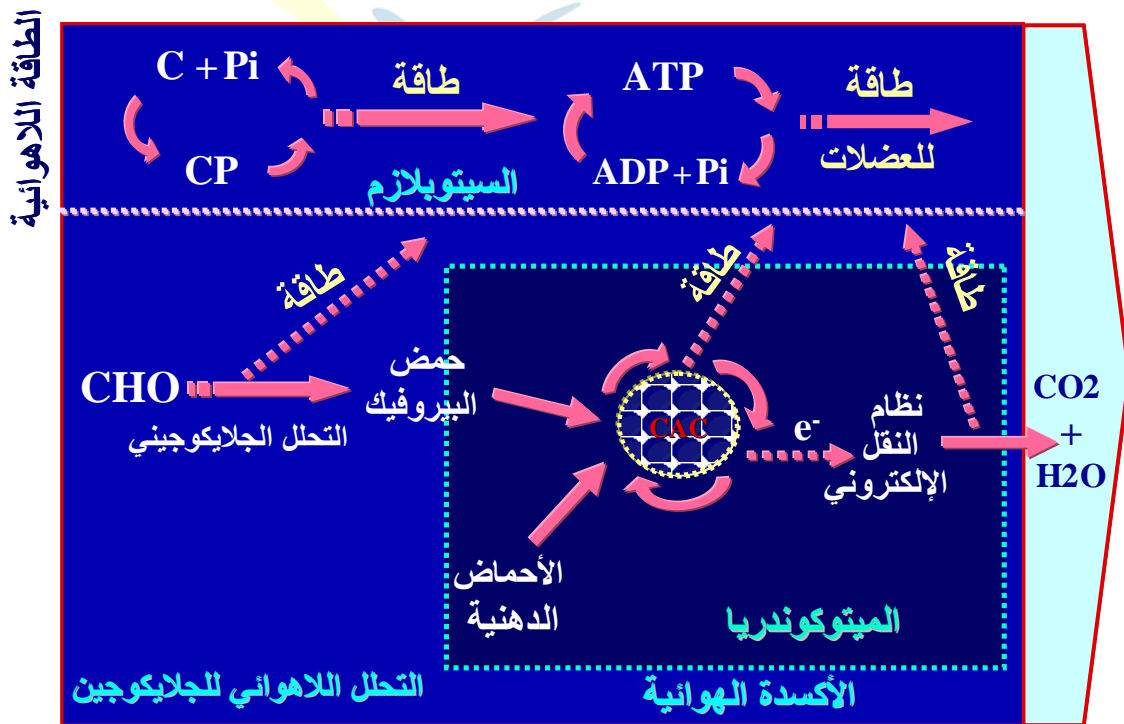 الطاقة اللاهوائية
C + Pi
طاقة
ATP
طاقة
CP
ADP + Pi
للعضلات
السيتوبلازم
طاقة
طاقة
طاقة
CHO
حمض
البيروفيك
التحلل الجلايكوجيني
CAC
e-
نظام
النقل
الإلكتروني
CO2
+
H2O
الأحماض
الدهنية
الميتوكوندريا
التحلل اللاهوائي للجلايكوجين
الأكسدة الهوائية